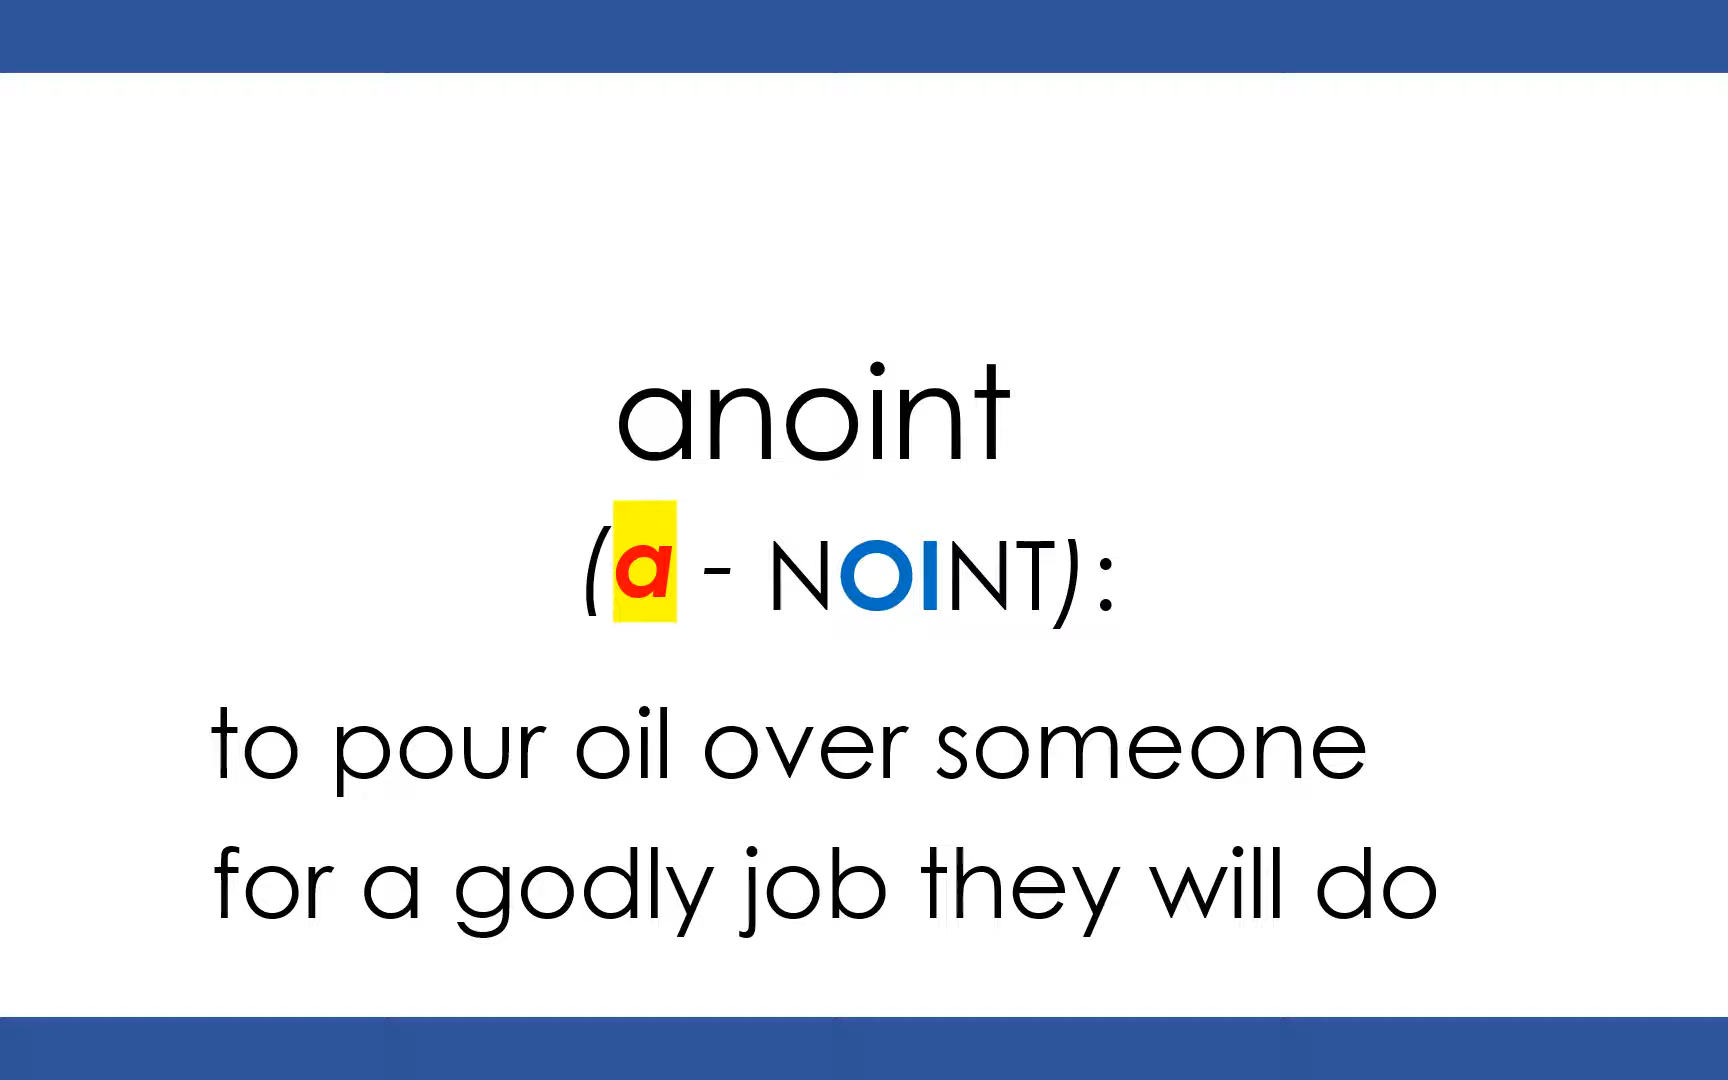 anoint
(a - NOINT):
to pour oil over someone
for a godly job they will do